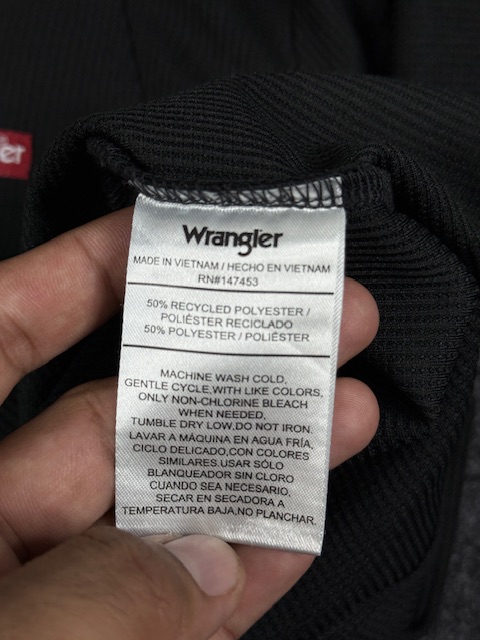 er
Wrangler
MADE IN VIETNAM / HECHO EN VIETNAM
RN#147453
50% RECYCLED POLYESTER /
POLIÉSTER RECICLADO
50% POLYESTER / POLIÉSTER
MACHINE WASH COLD,
GENTLE CYCLE,WITH LIKE COLORS,
ONLY NON-CHLORINE BLEACH
WHEN NEEDED,
TUMBLE DRY LOW,DO NOT IRON.
LAVAR A MÁQUINA EN AGUA FRÍA,
CICLO DELICADO,CON COLORES
SIMILARES.USAR SÓLO
BLANQUEADOR SIN CLORO
CUANDO SEA NECESARIO,
SECAR EN SECADORA A
TEMPERATURA BAJA,NO PLANCHAR.